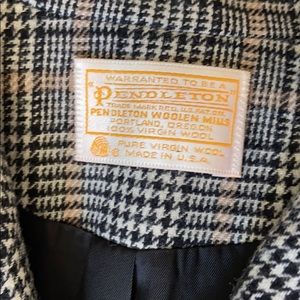 WARRANTED TO BE A
"PENDLETON"
TRADE MARK REG. U.S. PAT. OFF.
PENDLETON WOOLEN MILLS
PORTLAND, OREGON
100% VIRGIN WOOL
PURE VIRGIN WOOL
MADE IN U.S.A.